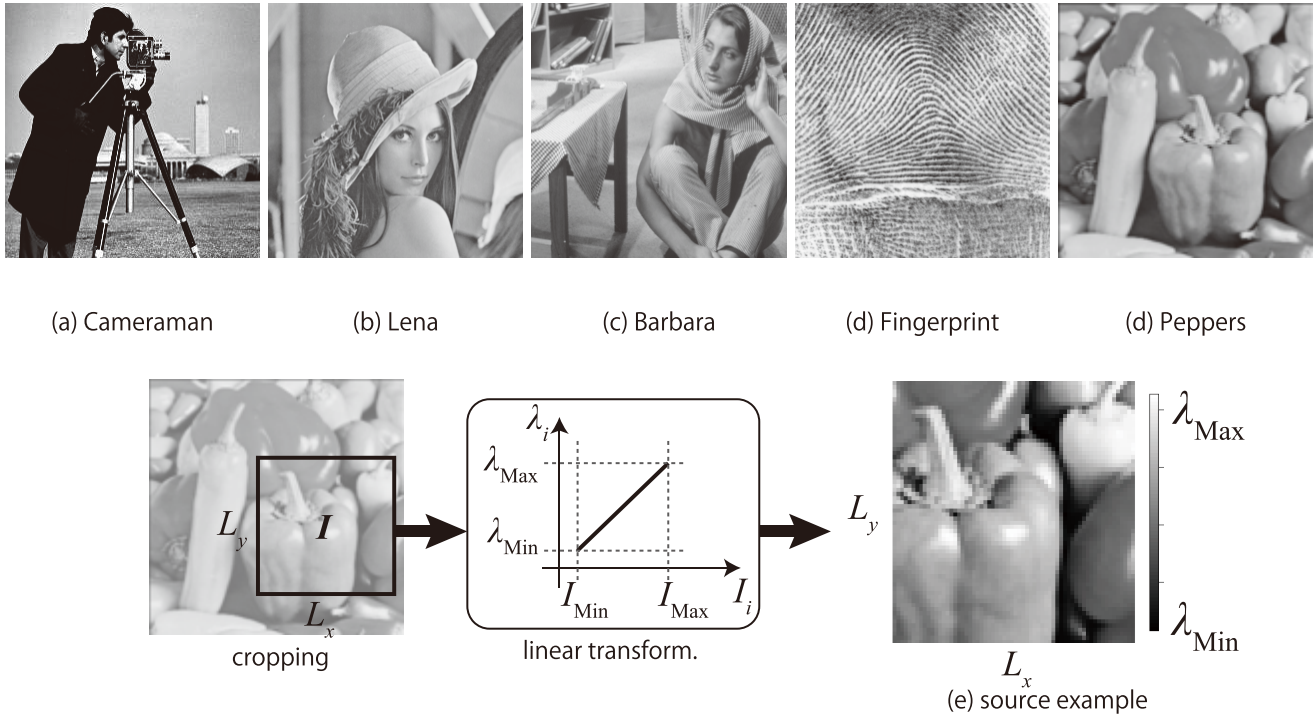 (a) Cameraman
(b) Lena
(c) Barbara
(d) Fingerprint
(d) Peppers
L_y
I
L_x
cropping
λ_i
λ_Max
λ_Min
I_Min
I_Max
I_i
linear transform.
L_y
L_x
λ_Max
λ_Min
(e) source example